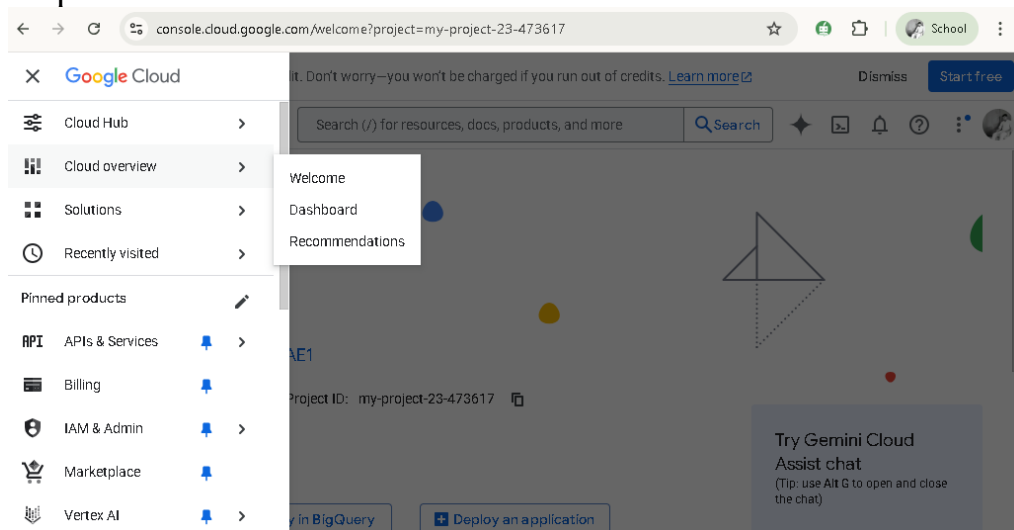 console.cloud.google.com/welcome?project=my-project-23-473617
School
Google Cloud
it. Don't worry—you won't be charged if you run out of credits. Learn more
Dismiss
Start free
Search (/) for resources, docs, products, and more
Search
Cloud Hub
Cloud overview
Solutions
Recently visited
Welcome
Dashboard
Recommendations
Pinned products
API APIs & Services
Billing
IAM & Admin
Marketplace
Vertex AI
AE1
Project ID: my-project-23-473617
Try Gemini Cloud
Assist chat
(Tip: use Alt G to open and close
the chat)
in BigQuery
Deploy an application